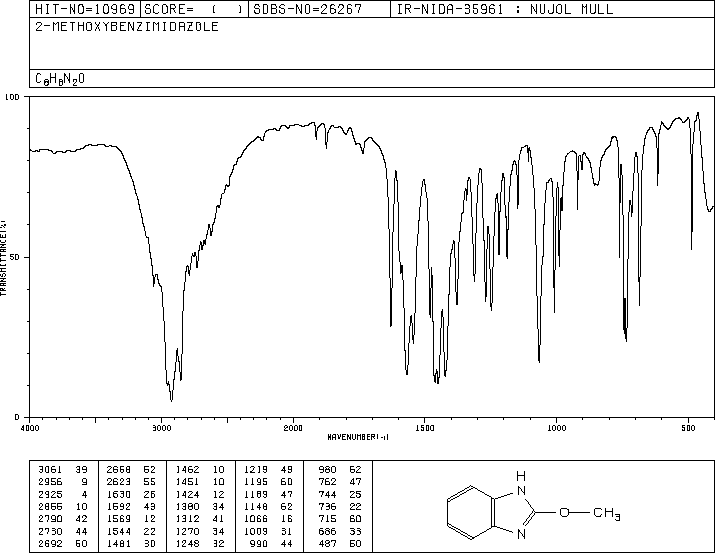 HIT-NO=10969 SCORE= ( ) SDBS-NO=26267 IR-NIDA-35961 : NUJOL MULL
2-METHOXYBENZIMIDAZOLE
C8H8N2O
100
50
0
TRANSMITTANCE(%)
4000 3000 2000 1500 1000 500
WAVENUMBER(-1)
3061 39 2658 52 1462 10 1219 49 980 52
2956 9 2623 55 1451 10 1195 60 762 47
2925 4 1630 26 1424 12 1189 47 744 25
2855 10 1592 43 1380 34 1148 62 736 22
2790 42 1569 12 1312 41 1066 16 715 60
2730 44 1544 22 1270 34 1009 31 686 33
2692 50 1481 30 1248 32 990 44 487 50
H
N
N
O
CH3